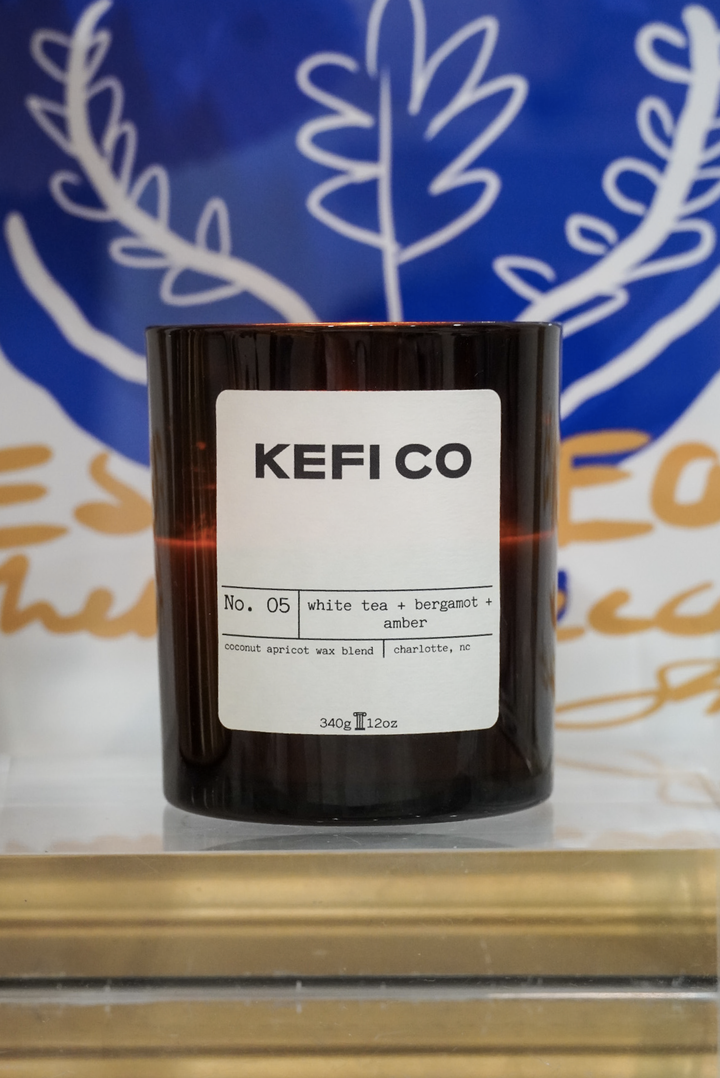 KEFI CO
No. 05
white tea + bergamot +
amber
coconut apricot wax blend
charlotte, nc
340g 12oz